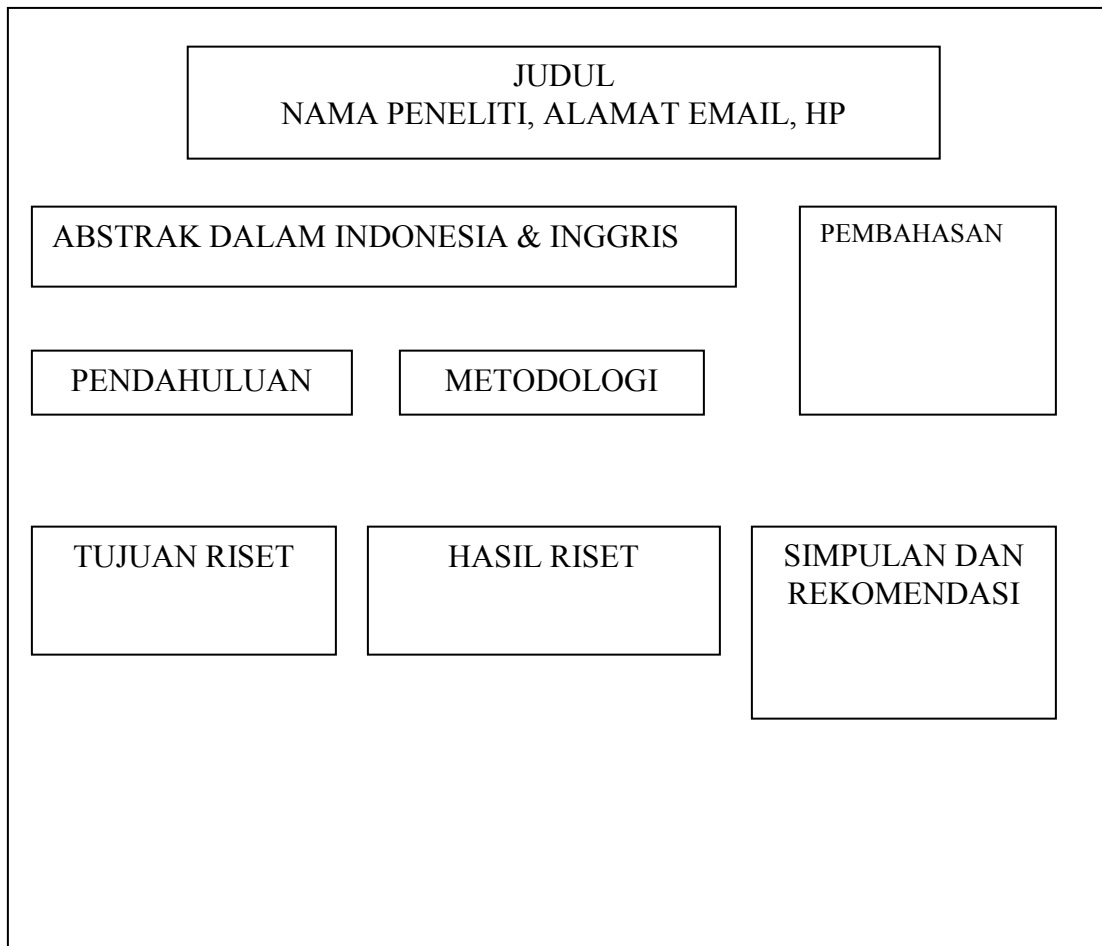 JUDUL
NAMA PENELITI, ALAMAT EMAIL, HP
ABSTRAK DALAM INDONESIA & INGGRIS
PEMBAHASAN
PENDAHULUAN
METODOLOGI
TUJUAN RISET
HASIL RISET
SIMPULAN DAN
REKOMENDASI